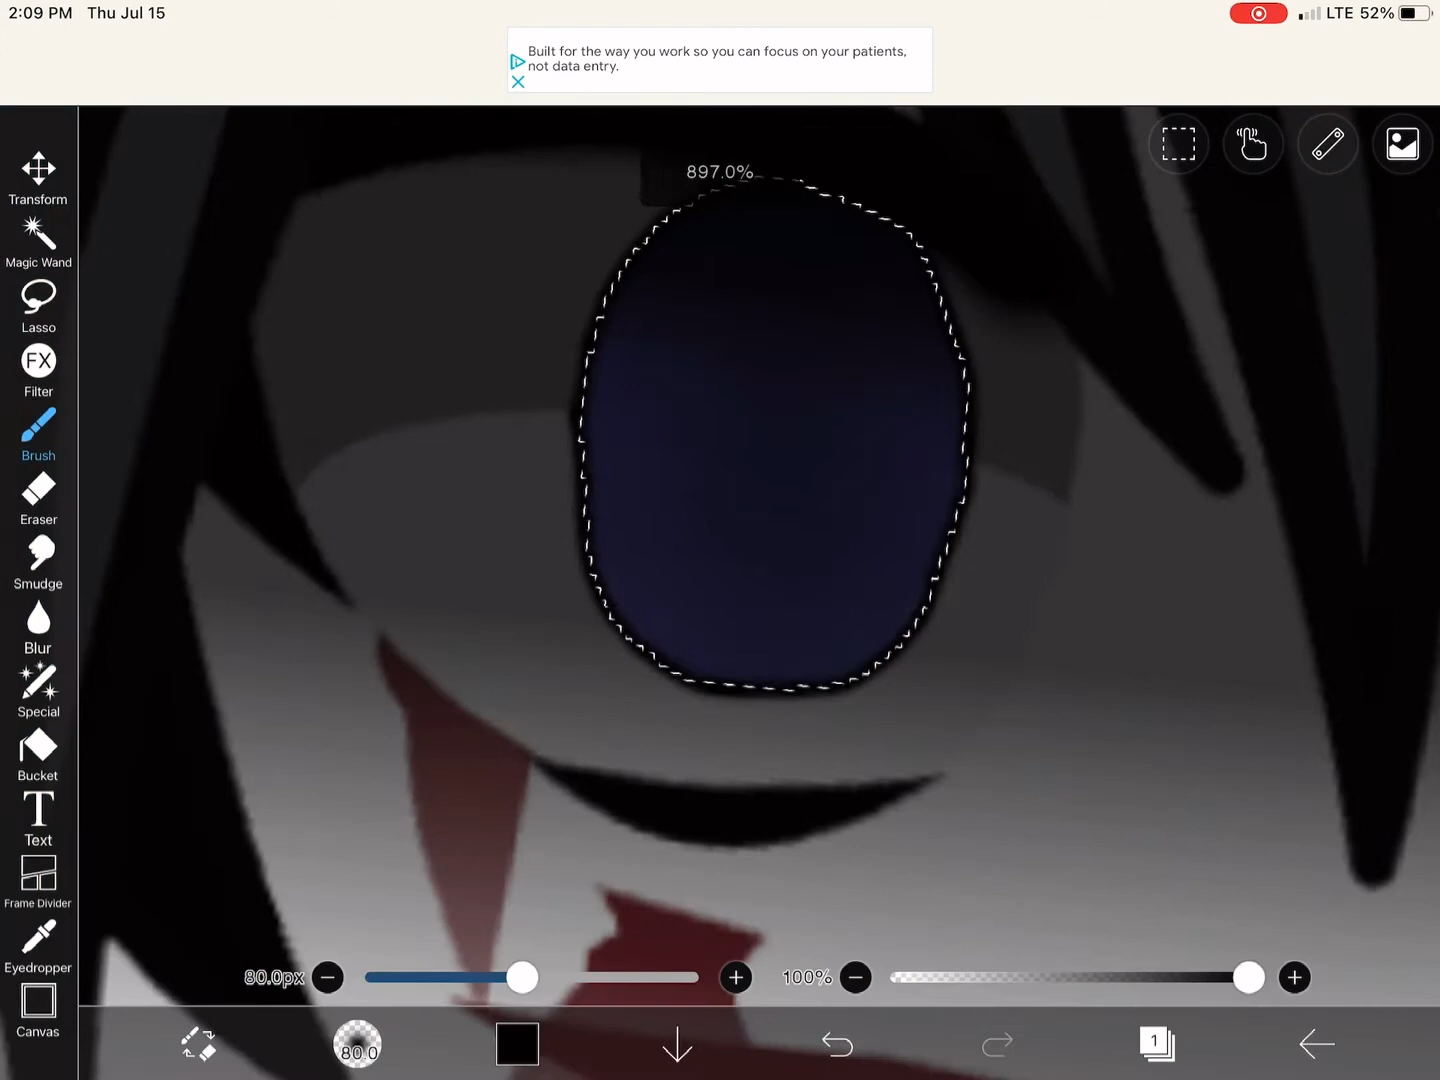 2:09 PM Thu Jul 15
LTE 52%
Built for the way you work so you can focus on your patients,
not data entry.
897.0%
Transform
Magic Wand
Lasso
FX
Filter
Brush
Eraser
Smudge
Blur
Special
Bucket
T
Text
Frame Divider
Eyedropper
Canvas
80.0px
100%
80.0
1